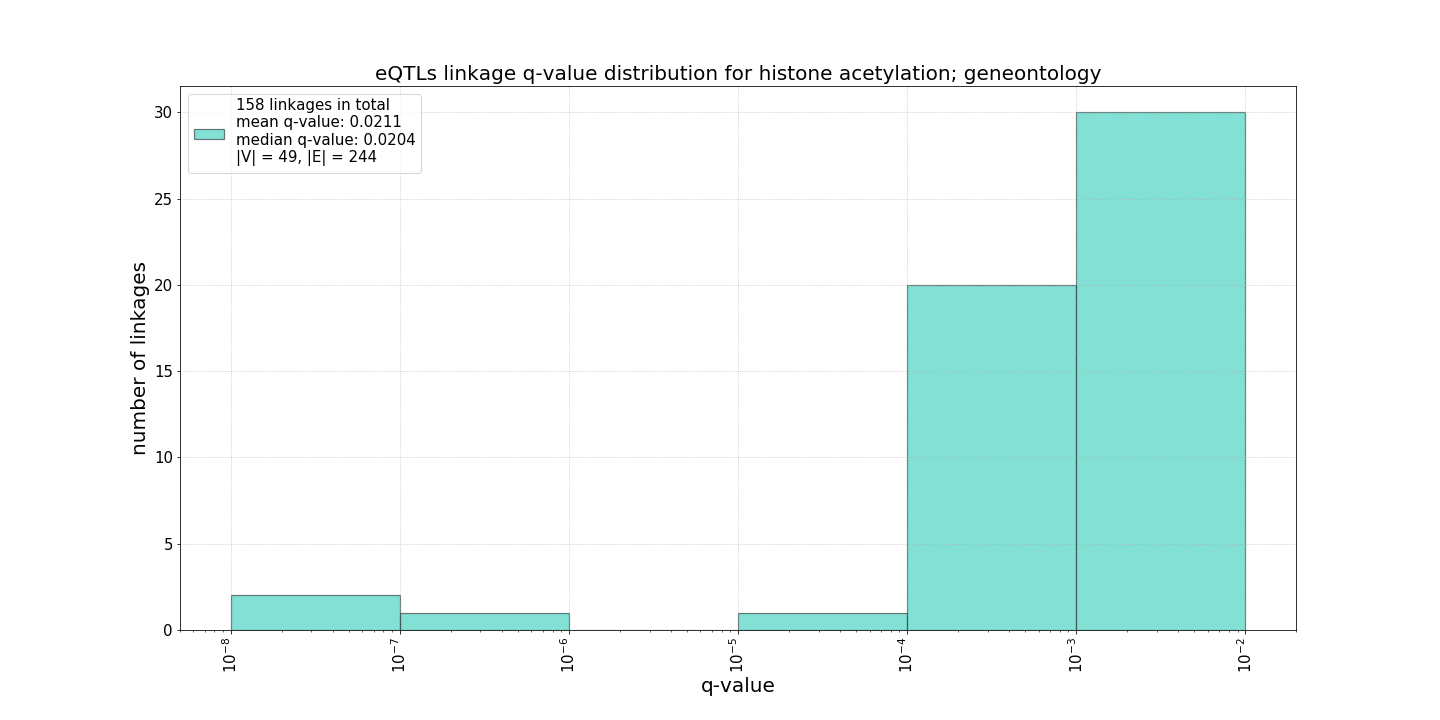 eQTLs linkage q-value distribution for histone acetylation; geneontology
158 linkages in total
mean q-value: 0.0211
median q-value: 0.0204
|V| = 49, |E| = 244
number of linkages
30
25
20
15
10
5
0
10⁻⁸
10⁻⁷
10⁻⁶
10⁻⁵
10⁻⁴
10⁻³
10⁻²
q-value